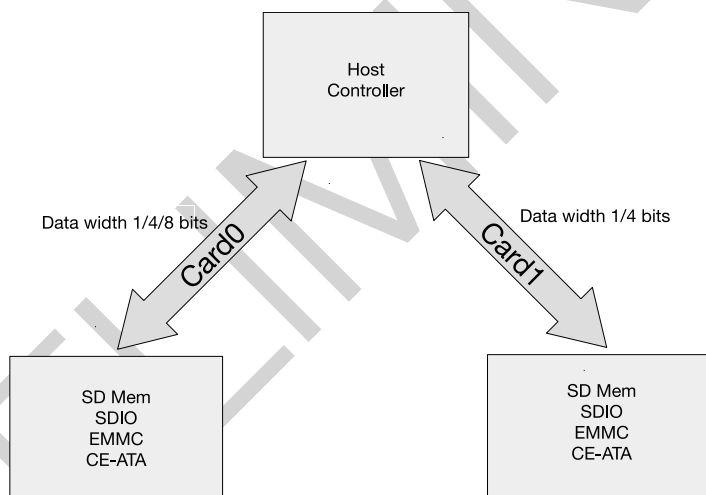 Host
Controller
Data width 1/4/8 bits
Card0
Data width 1/4 bits
Card1
SD Mem
SDIO
EMMC
CE-ATA
SD Mem
SDIO
EMMC
CE-ATA